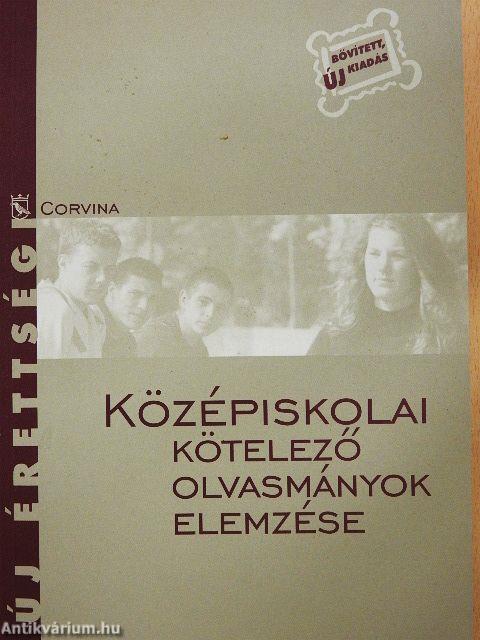 BŐVÍTETT,
ÚJ KIADÁS
CORVINA
ÚJ ÉRETTSÉGI
KÖZÉPISKOLAI
KÖTELEZŐ
OLVASMÁNYOK
ELEMZÉSE
Antikvárium.hu